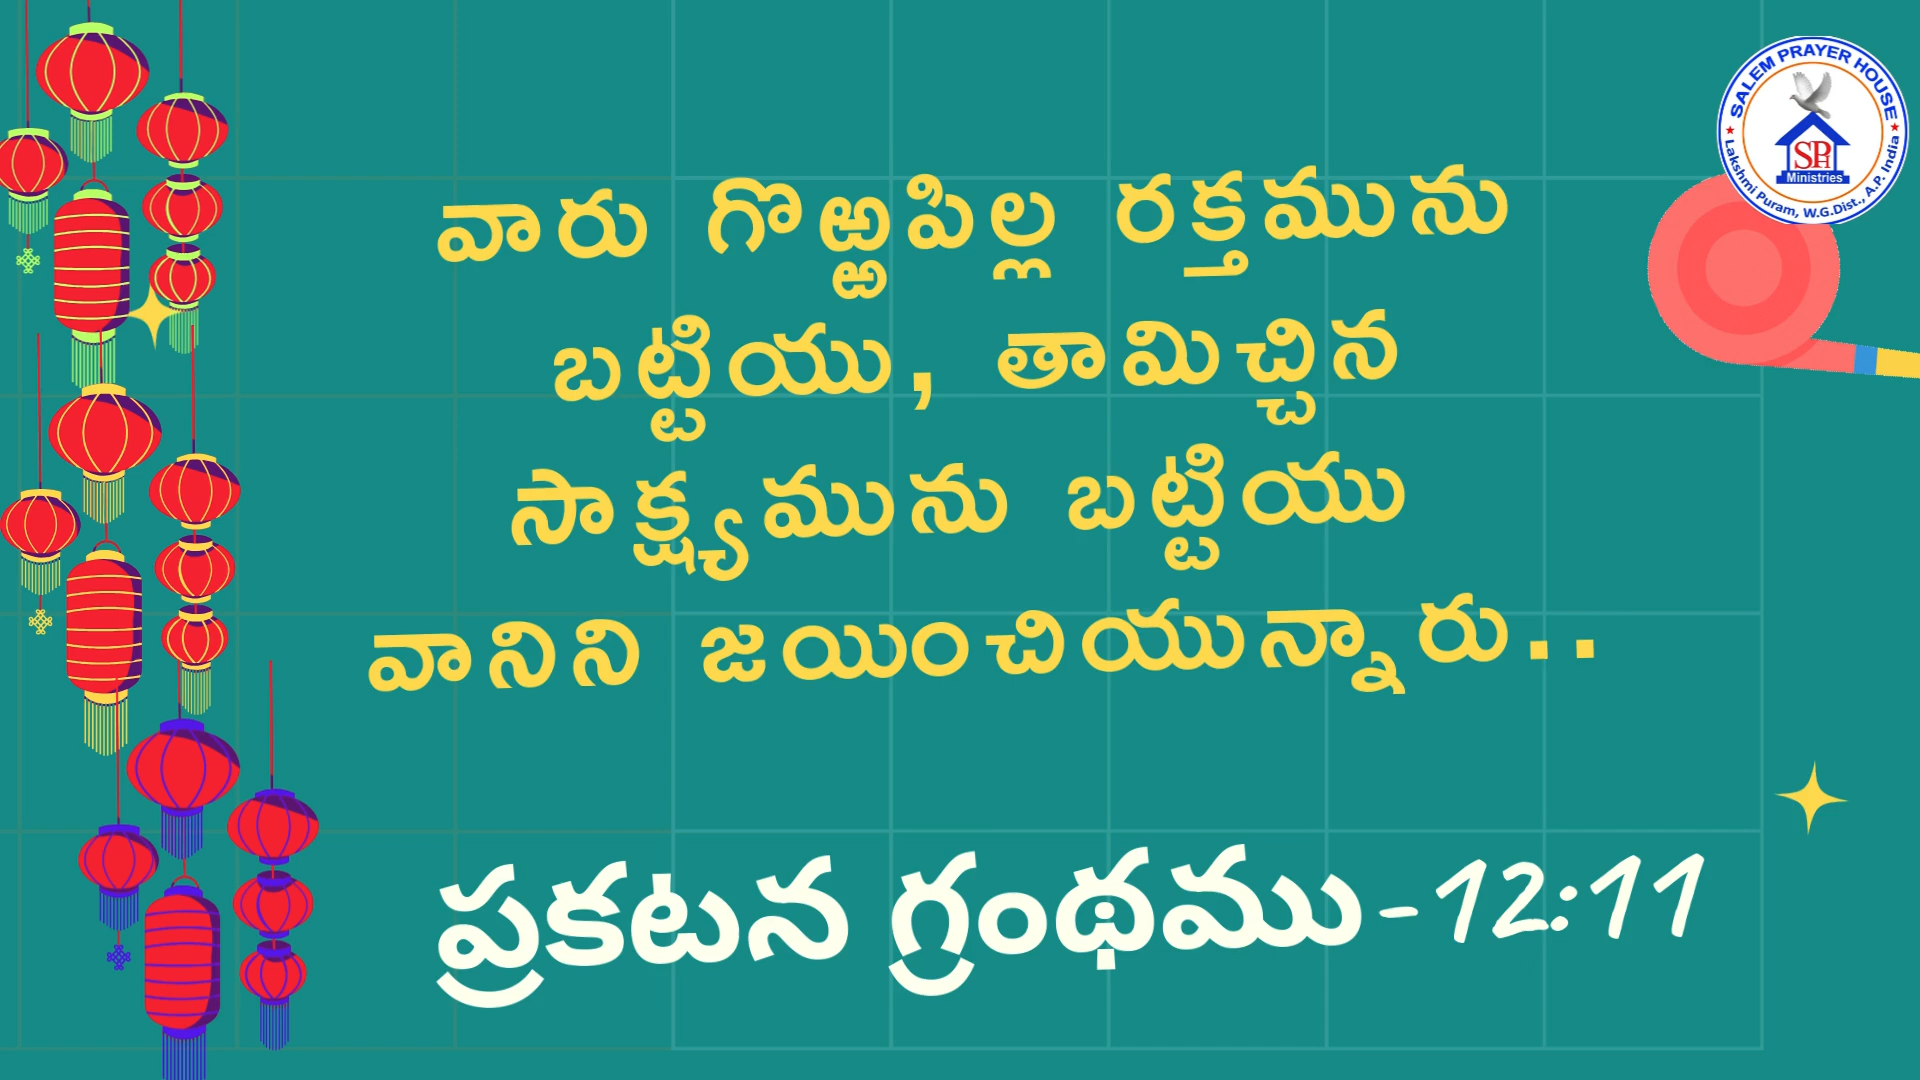 SALEM PRAYER HOUSE
SPH
Ministries
Lakshmi Puram, W.G.Dist., A.P. India
వారు గొఱ్ఱపిల్ల రక్తమును
బట్టియు, తామిచ్చిన
సాక్ష్యమును బట్టియు
వానిని జయించియున్నారు..
ప్రకటన గ్రంథము-12:11